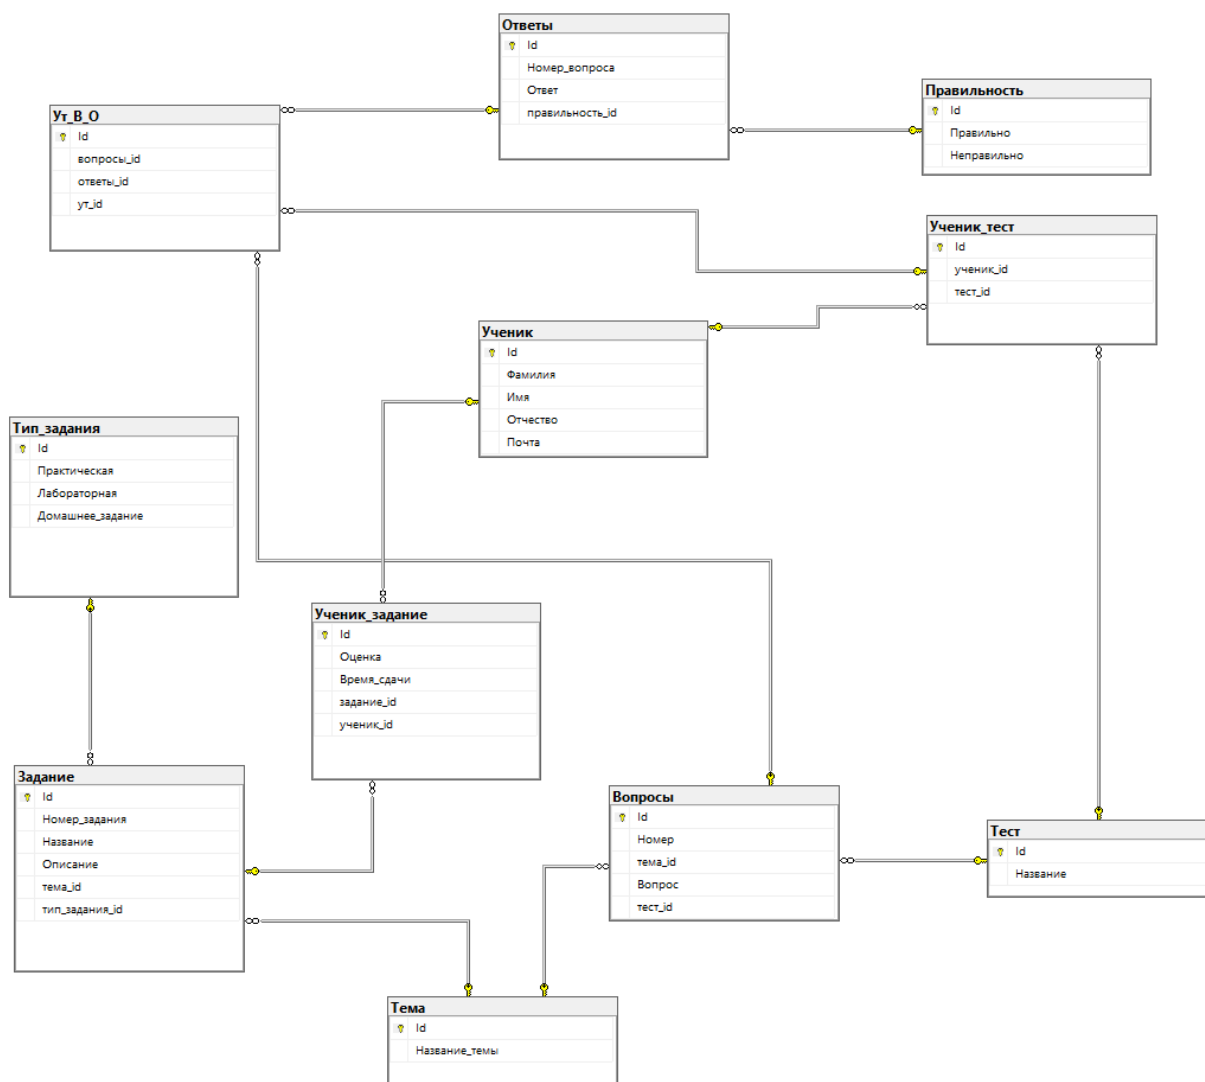 Ответы
Id
Номер_вопроса
Ответ
правильность_id
Правильность
Id
Правильно
Неправильно
Ут_В_О
Id
вопросы_id
ответы_id
ут_id
Ученик_тест
Id
ученик_id
тест_id
Ученик
Id
Фамилия
Имя
Отчество
Почта
Тип_задания
Id
Практическая
Лабораторная
Домашнее_задание
Ученик_задание
Id
Оценка
Время_сдачи
задание_id
ученик_id
Задание
Id
Номер_задания
Название
Описание
тема_id
тип_задания_id
Вопросы
Id
Номер
тема_id
Вопрос
тест_id
Тест
Id
Название
Тема
Id
Название_темы